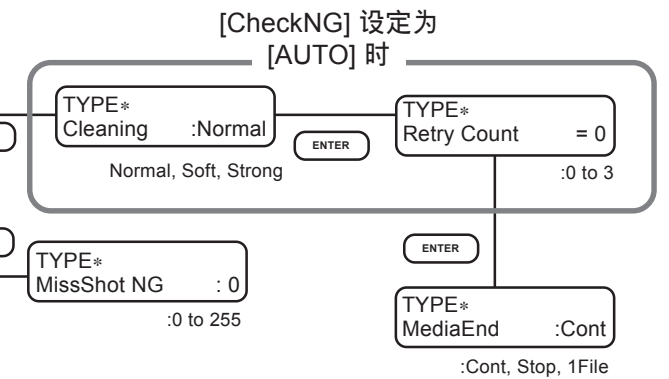 [CheckNG] 设定为
[AUTO] 时
TYPE*
Cleaning :Normal
ENTER
TYPE*
Retry Count = 0
Normal, Soft, Strong
:0 to 3
TYPE*
MissShot NG : 0
:0 to 255
ENTER
TYPE*
MediaEnd :Cont
:Cont, Stop, 1File